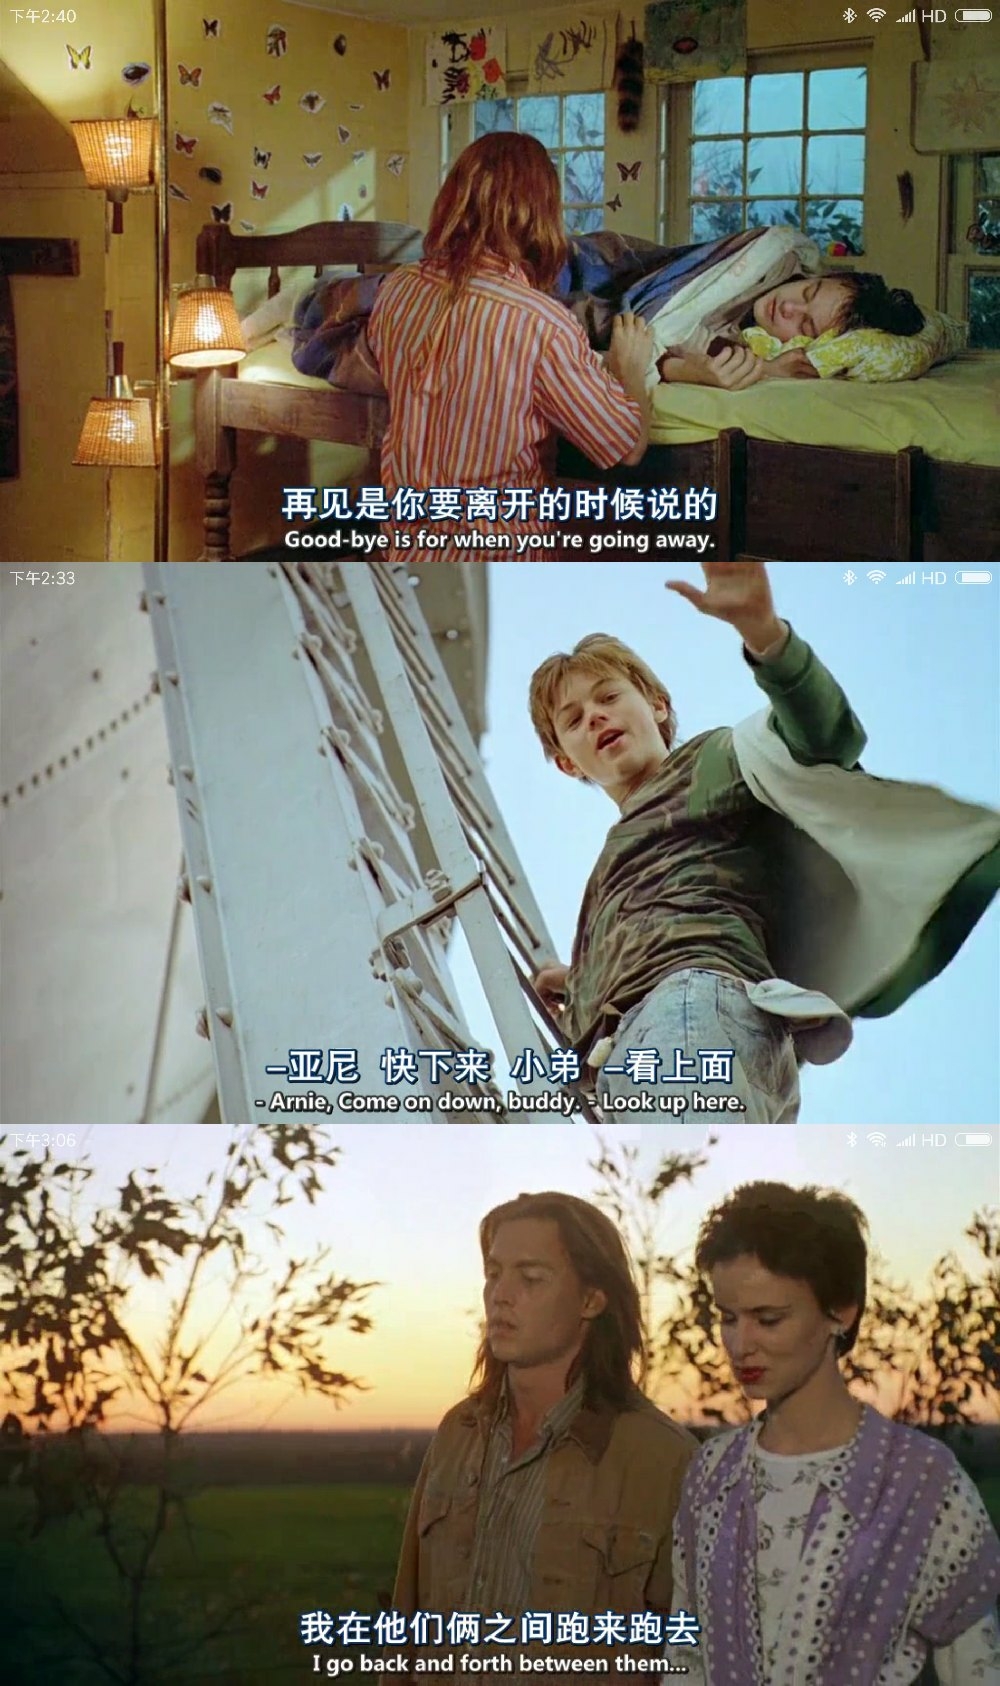 下午2:40
HD
再见是你要离开的时候说的
Good-bye is for when you're going away.
下午2:33
HD
-亚尼 快下来 小弟 -看上面
- Arnie, Come on down, buddy. - Look up here.
下午3:06
HD
我在他们俩之间跑来跑去
I go back and forth between them...